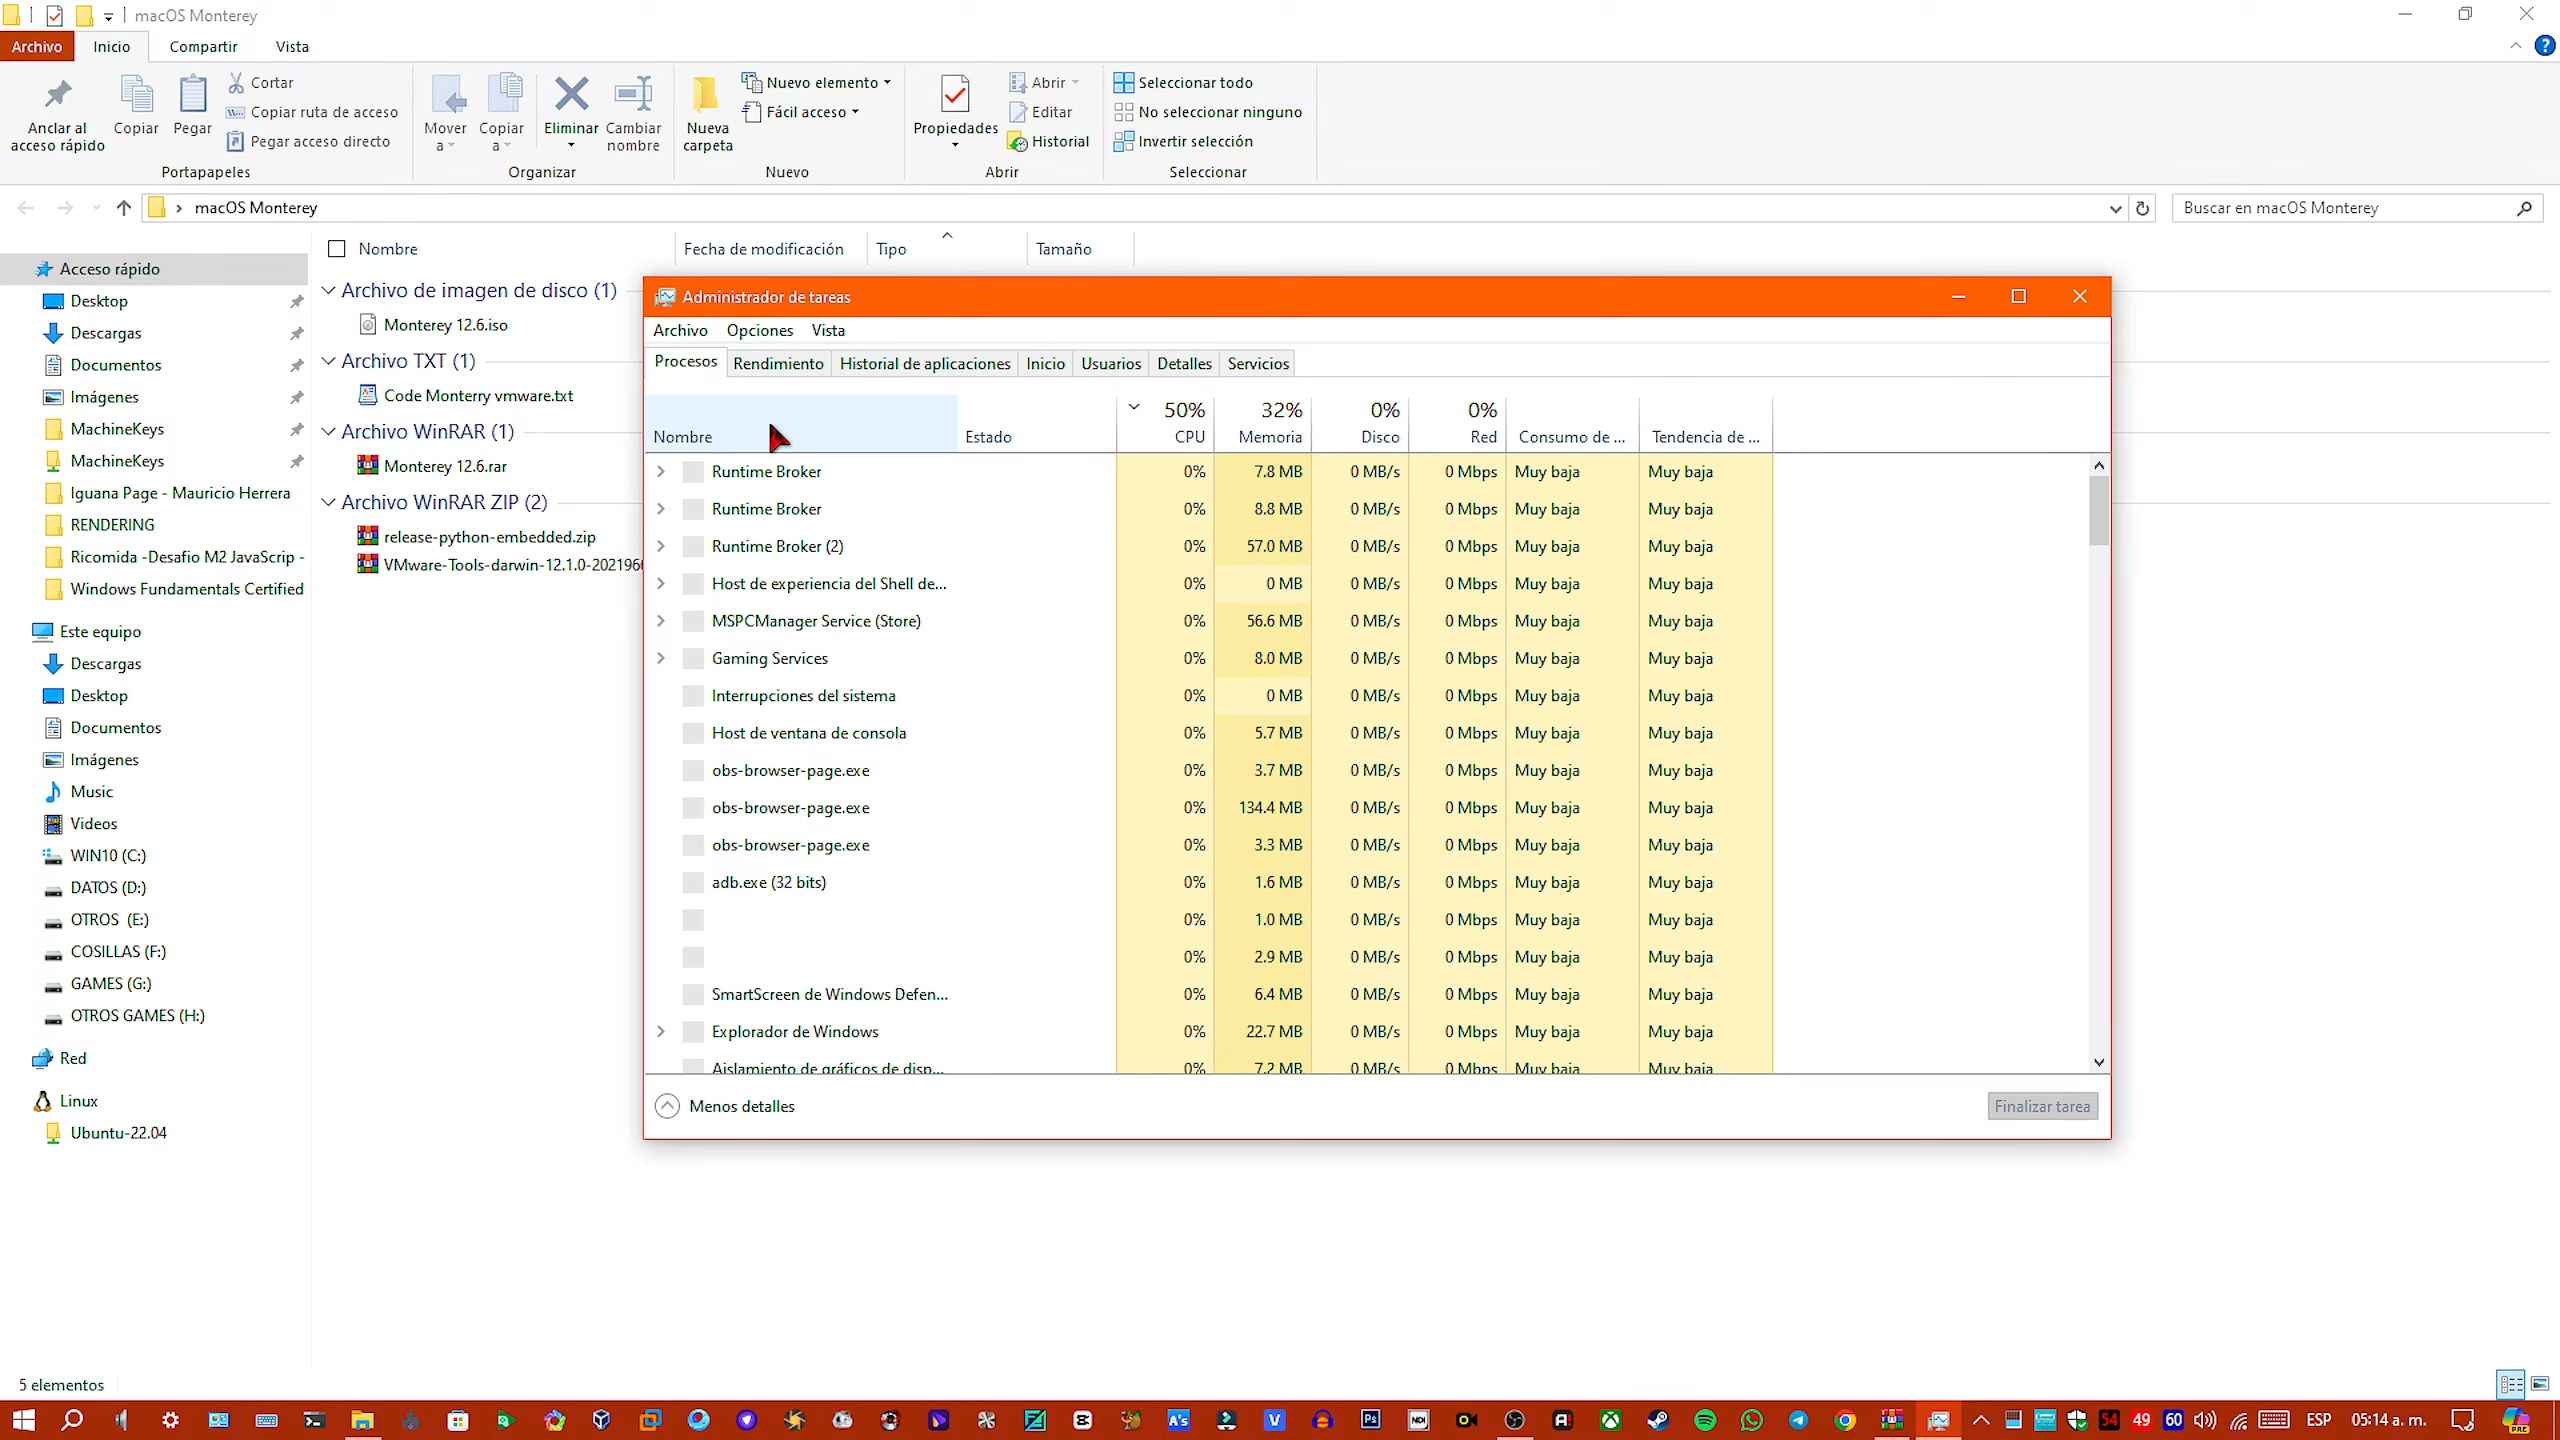 macOS Monterey
Archivo Inicio Compartir Vista
Anclar al acceso rápido
Copiar
Pegar
Cortar
Copiar ruta de acceso
Pegar acceso directo
Portapapeles
Mover a
Copiar a
Eliminar
Cambiar nombre
Organizar
Nueva carpeta
Nuevo elemento
Fácil acceso
Nuevo
Propiedades
Abrir
Editar
Historial
Abrir
Seleccionar todo
No seleccionar ninguno
Invertir selección
Seleccionar
macOS Monterey
Buscar en macOS Monterey
Acceso rápido
Desktop
Descargas
Documentos
Imágenes
MachineKeys
MachineKeys
Iguana Page - Mauricio Herrera
RENDERING
Ricomida -Desafio M2 JavaScrip -
Windows Fundamentals Certified
Este equipo
Descargas
Desktop
Documentos
Imágenes
Music
Videos
WIN10 (C:)
DATOS (D:)
OTROS (E:)
COSILLAS (F:)
GAMES (G:)
OTROS GAMES (H:)
Red
Linux
Ubuntu-22.04
Nombre Fecha de modificación Tipo Tamaño
Archivo de imagen de disco (1)
Monterey 12.6.iso
Archivo TXT (1)
Code Monterry vmware.txt
Archivo WinRAR (1)
Monterey 12.6.rar
Archivo WinRAR ZIP (2)
release-python-embedded.zip
VMware-Tools-darwin-12.1.0-2021960
Administrador de tareas
Archivo Opciones Vista
Procesos Rendimiento Historial de aplicaciones Inicio Usuarios Detalles Servicios
50% 32% 0% 0%
Nombre Estado CPU Memoria Disco Red Consumo de ... Tendencia de ...
Runtime Broker 0% 7.8 MB 0 MB/s 0 Mbps Muy baja Muy baja
Runtime Broker 0% 8.8 MB 0 MB/s 0 Mbps Muy baja Muy baja
Runtime Broker (2) 0% 57.0 MB 0 MB/s 0 Mbps Muy baja Muy baja
Host de experiencia del Shell de... 0% 0 MB 0 MB/s 0 Mbps Muy baja Muy baja
MSPCManager Service (Store) 0% 56.6 MB 0 MB/s 0 Mbps Muy baja Muy baja
Gaming Services 0% 8.0 MB 0 MB/s 0 Mbps Muy baja Muy baja
Interrupciones del sistema 0% 0 MB 0 MB/s 0 Mbps Muy baja Muy baja
Host de ventana de consola 0% 5.7 MB 0 MB/s 0 Mbps Muy baja Muy baja
obs-browser-page.exe 0% 3.7 MB 0 MB/s 0 Mbps Muy baja Muy baja
obs-browser-page.exe 0% 134.4 MB 0 MB/s 0 Mbps Muy baja Muy baja
obs-browser-page.exe 0% 3.3 MB 0 MB/s 0 Mbps Muy baja Muy baja
adb.exe (32 bits) 0% 1.6 MB 0 MB/s 0 Mbps Muy baja Muy baja
0% 1.0 MB 0 MB/s 0 Mbps Muy baja Muy baja
0% 2.9 MB 0 MB/s 0 Mbps Muy baja Muy baja
SmartScreen de Windows Defen... 0% 6.4 MB 0 MB/s 0 Mbps Muy baja Muy baja
Explorador de Windows 0% 22.7 MB 0 MB/s 0 Mbps Muy baja Muy baja
Aislamiento de gráficos de disp... 0% 7.2 MB 0 MB/s 0 Mbps Muy baja Muy baja
Menos detalles
Finalizar tarea
5 elementos
54 49 60 ESP 05:14 a. m.